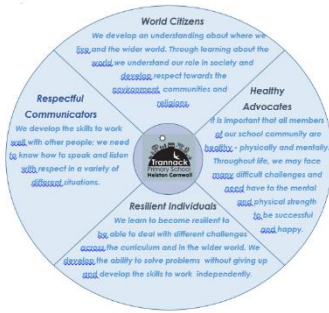 World Citizens
We develop an understanding about where we
live and the wider world. Through learning about the
world we understand our role in society and
develop respect towards the
environment, communities and
religions.
Respectful
Communicators
We develop the skills to work
well with other people; we need
to know how to speak and listen
with respect in a variety of
different situations.
Healthy
Advocates
It is important that all members
of our school community are
healthy - physically and mentally.
Throughout life, we may face
many difficult challenges and
need have to the mental
and physical strength
to be successful
and happy.
Trannack
Primary School
Helston Cornwall
Resilient Individuals
We learn to become resilient to
be able to deal with different challenges
across the curriculum and in the wider world. We
develop the ability to solve problems without giving up
and develop the skills to work independently.